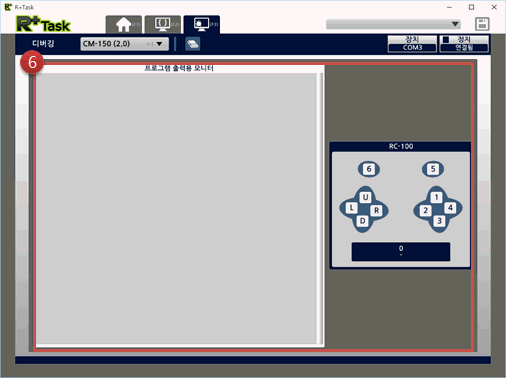 R+Task
R+Task
(F1)
(F2)
(F3)
디버깅
CM-150 (2.0)
장치
COM3
정지
연결됨
6
프로그램 출력용 모니터
RC-100
6
5
U
L
R
D
1
2
4
3
0
-